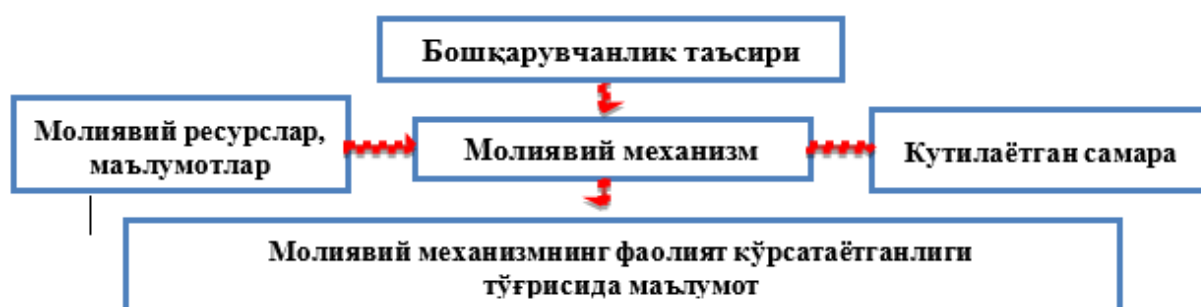 Бошқарувчанлик таъсири
Молиявий ресурслар,
маълумотлар
Молиявий механизм
Кутилаётган самара
Молиявий механизмнинг фаолият кўрсатаётганлиги
тўғрисида маълумот